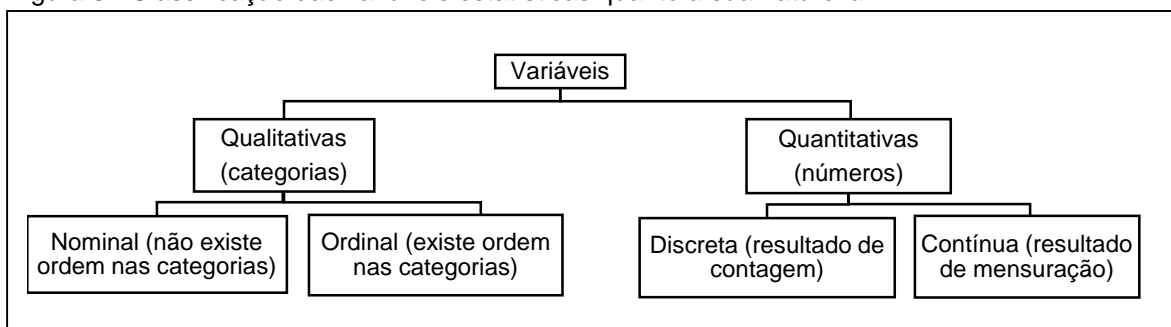 Variáveis
Qualitativas
(categorias)
Quantitativas
(números)
Nominal (não existe
ordem nas categorias)
Ordinal (existe ordem
nas categorias)
Discreta (resultado de
contagem)
Contínua (resultado
de mensuração)